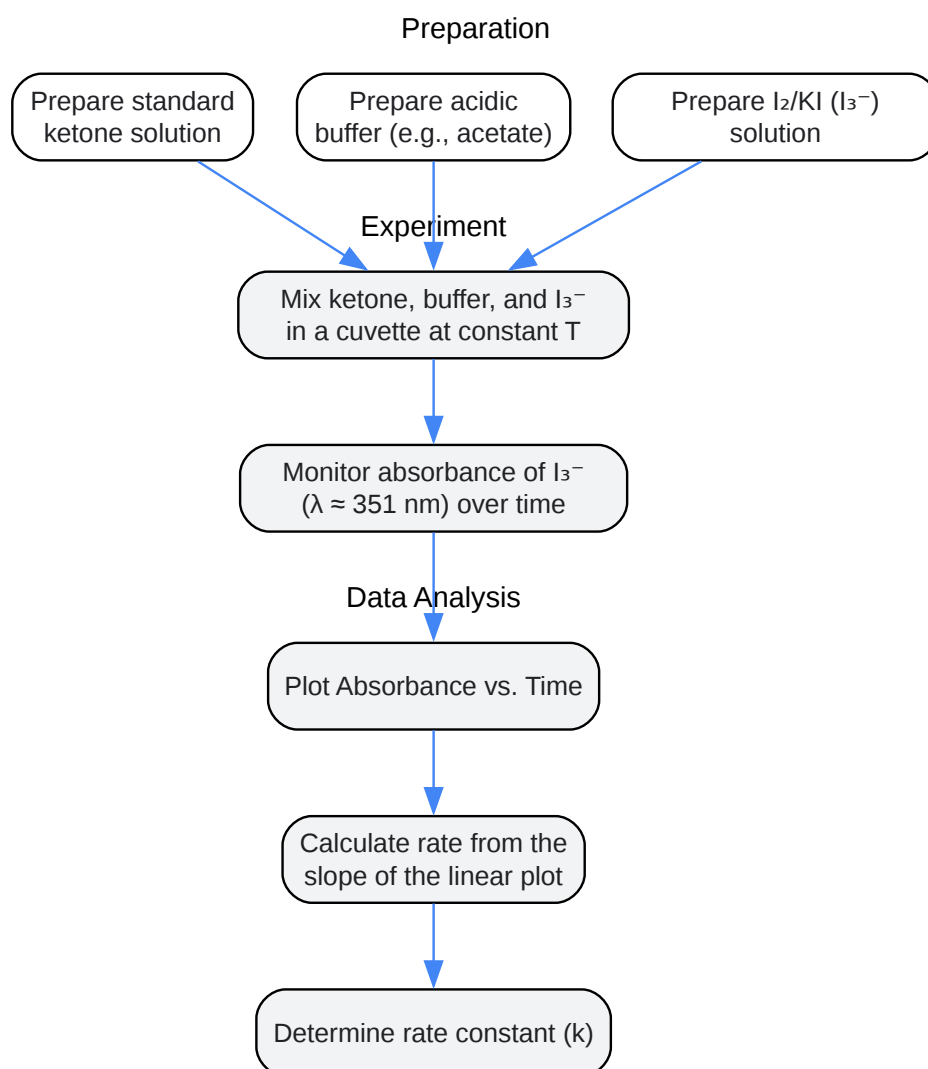 Preparation
Prepare standard
ketone solution
Prepare acidic
buffer (e.g., acetate)
Prepare I₂/KI (I₃⁻)
solution
Experiment
Mix ketone, buffer, and I₃⁻
in a cuvette at constant T
Monitor absorbance of I₃⁻
(λ ≈ 351 nm) over time
Data Analysis
Plot Absorbance vs. Time
Calculate rate from the
slope of the linear plot
Determine rate constant (k)